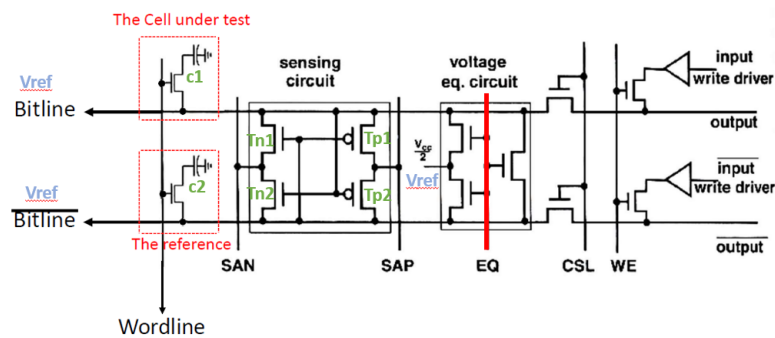 The Cell under test
c1
Vref
Bitline
sensing
circuit
voltage
eq. circuit
input
write driver
output
Tn1
Tp1
Tn2
Tp2
Vcc
2
Vref
c2
Vref
Bitline
The reference
input
write driver
output
SAN
SAP
EQ
CSL
WE
Wordline